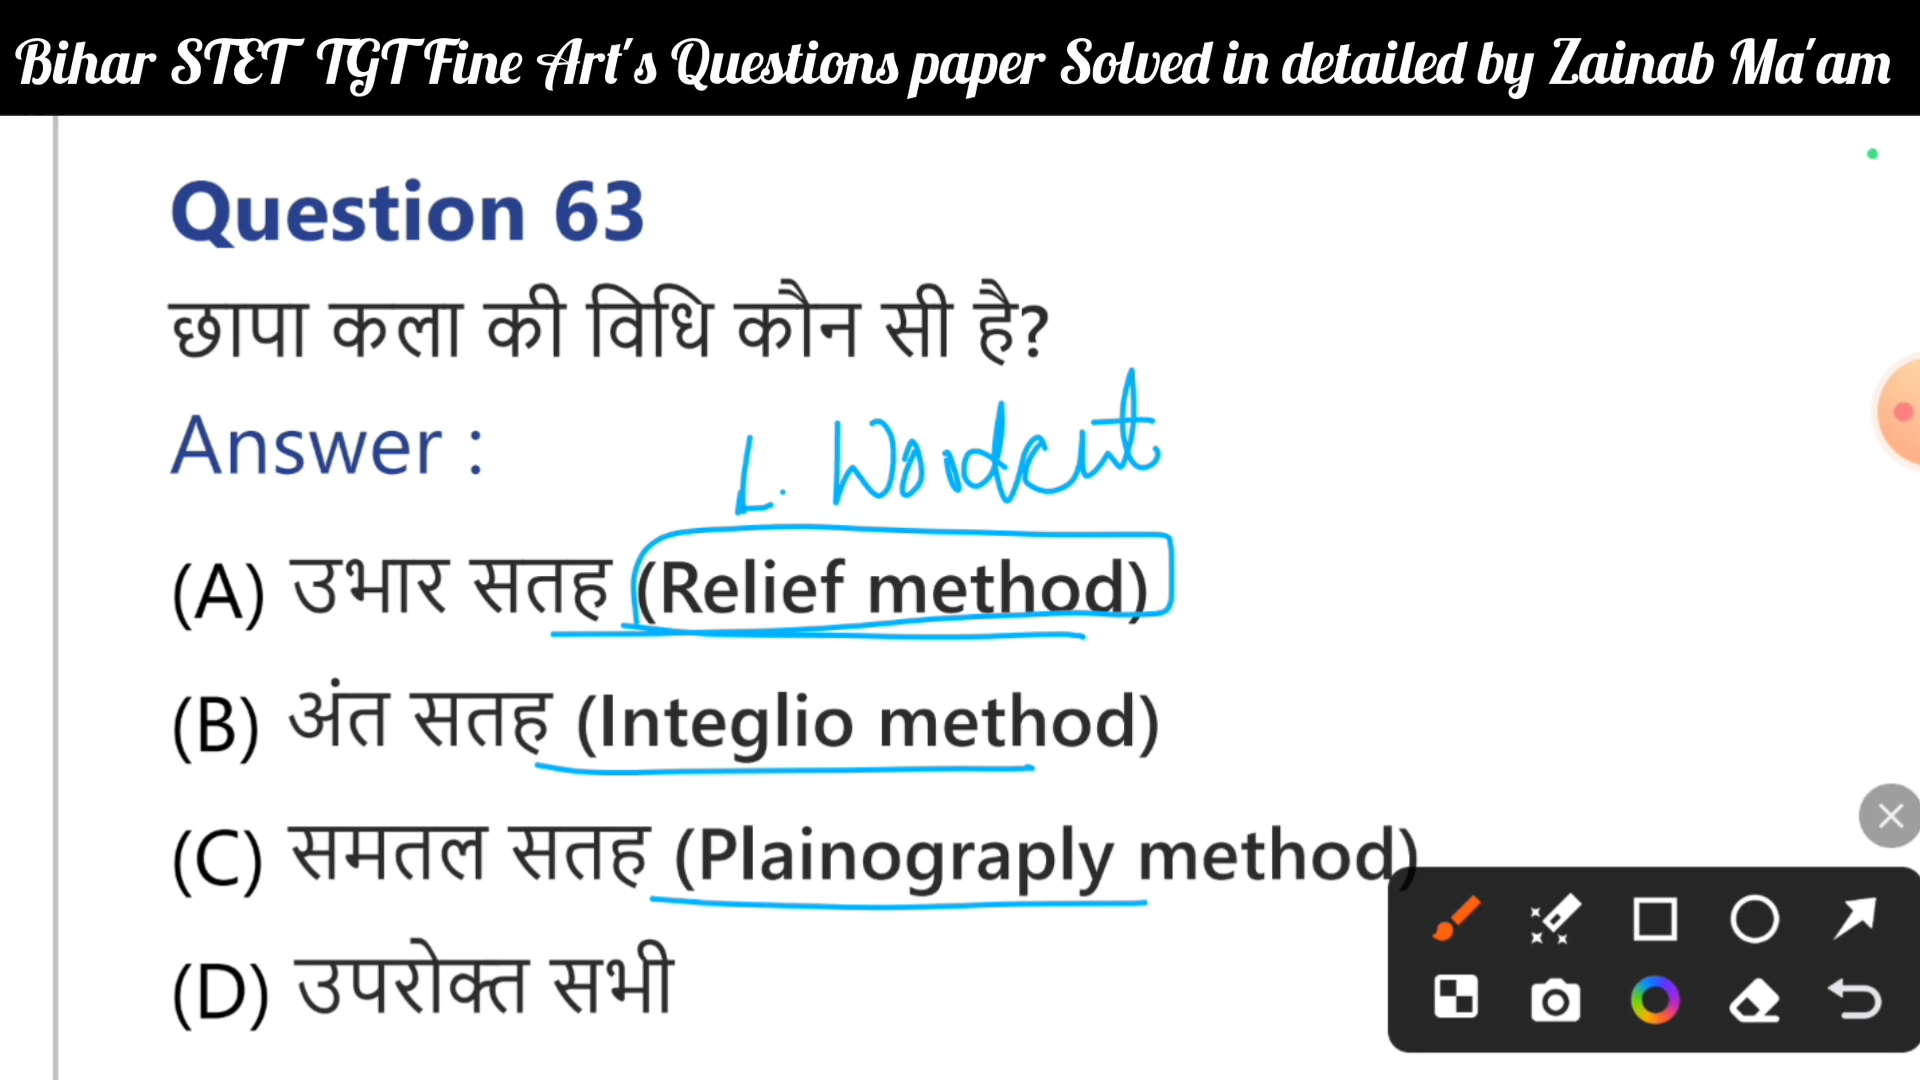 Bihar STET TGT Fine Art's Questions paper Solved in detailed by Zainab Ma'am
Question 63
छापा कला की विधि कौन सी है?
Answer :
L. Woodcut
(A) उभार सतह (Relief method)
(B) अंत सतह (Integlio method)
(C) समतल सतह (Plainograply method)
(D) उपरोक्त सभी